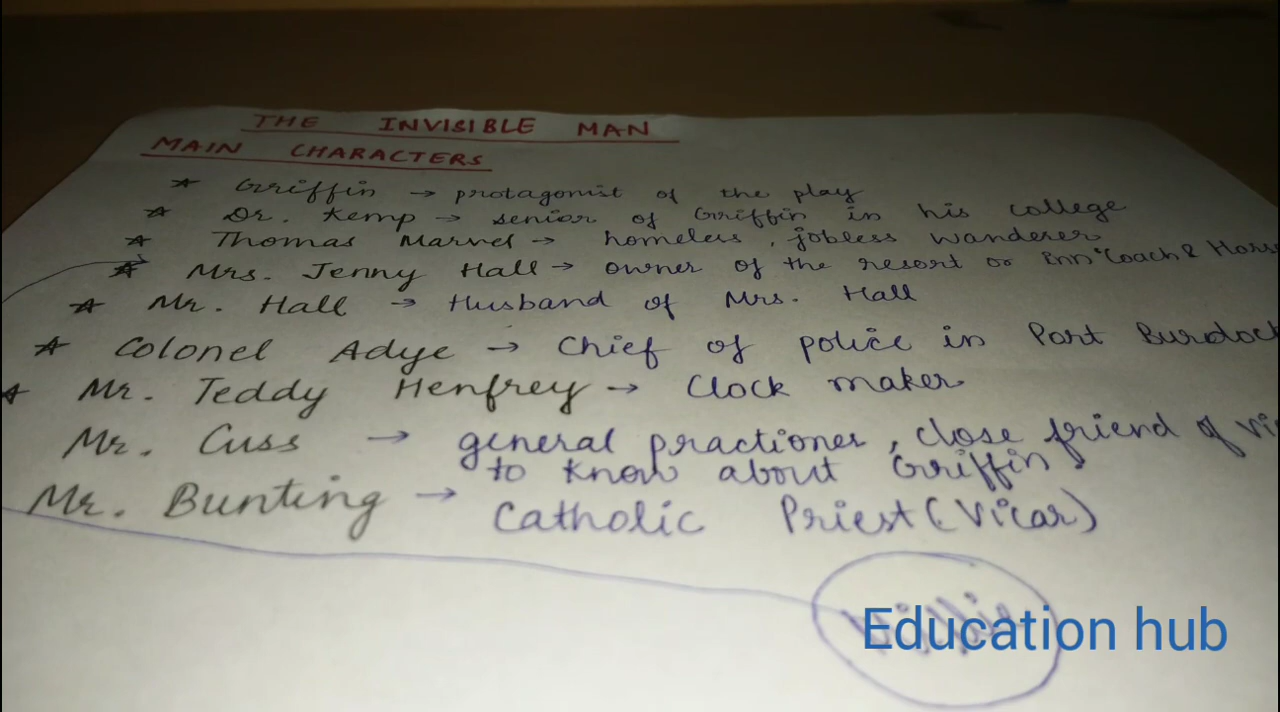 THE INVISIBLE MAN
MAIN CHARACTERS
★ Griffin → protagonist of the play
★ Dr. Kemp → senior of Griffin in his college
★ Thomas Marvel → homeless, jobless wanderer
★ Mrs. Jenny Hall → owner of the resort or Inn "Coach &
★ Mr. Hall → Husband of Mrs. Hall
★ Colonel Adye → Chief of police in Port
★ Mr. Teddy Henfrey → Clock maker
Mr. Cuss → general practioner, close friend of
to know about Griffin
Mr. Bunting → Catholic Priest (Vicar)
Education hub